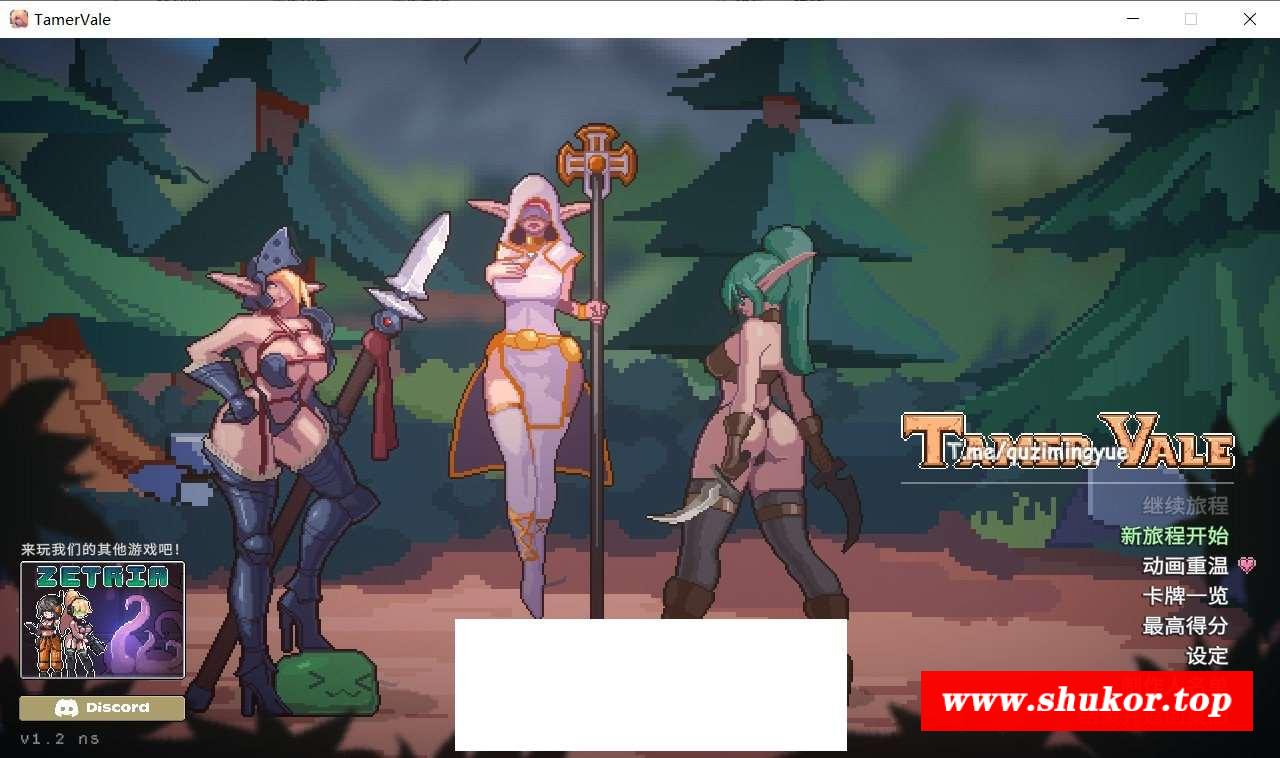 TamerVale
TAMER VALE
T.me/quzimingyue
继续旅程
新旅程开始
动画重温
卡牌一览
最高得分
设定
www.shukor.top
来玩我们的其他游戏吧!
ZETRIA
Discord
v1.2 ns